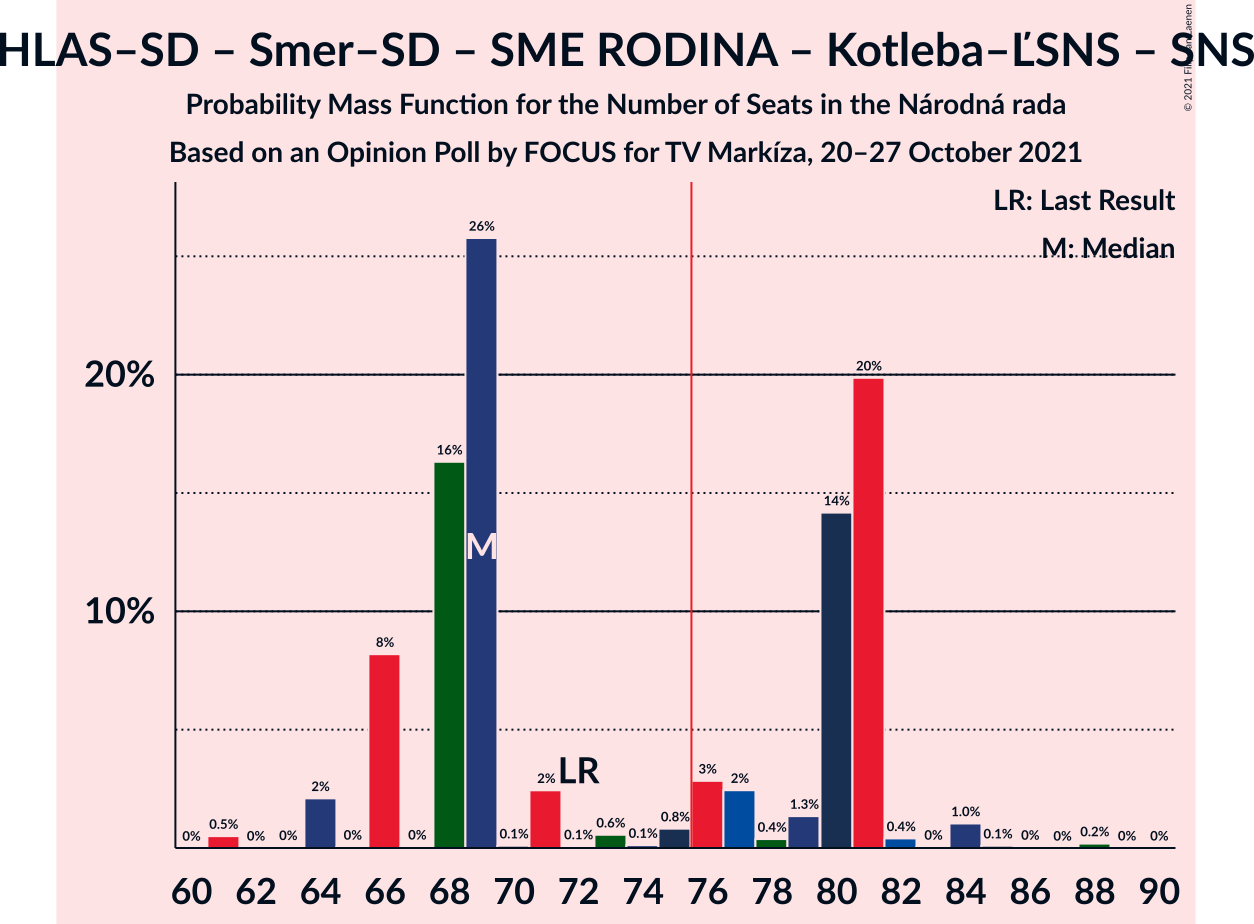 HLAS–SD – Smer–SD – SME RODINA – Kotleba–ĽSNS – SNS
Probability Mass Function for the Number of Seats in the Národná rada
Based on an Opinion Poll by FOCUS for TV Markíza, 20–27 October 2021
© 2021 Laenen
LR: Last Result
M: Median
20%
10%
0% 0.5% 0% 0% 2% 0% 8% 0% 16% 26% 0.1% 2% 0.1% 0.6% 0.1% 0.8% 3% 2% 0.4% 1.3% 14% 20% 0.4% 0% 1.0% 0.1% 0% 0% 0.2% 0% 0%
M
LR
60 62 64 66 68 70 72 74 76 78 80 82 84 86 88 90